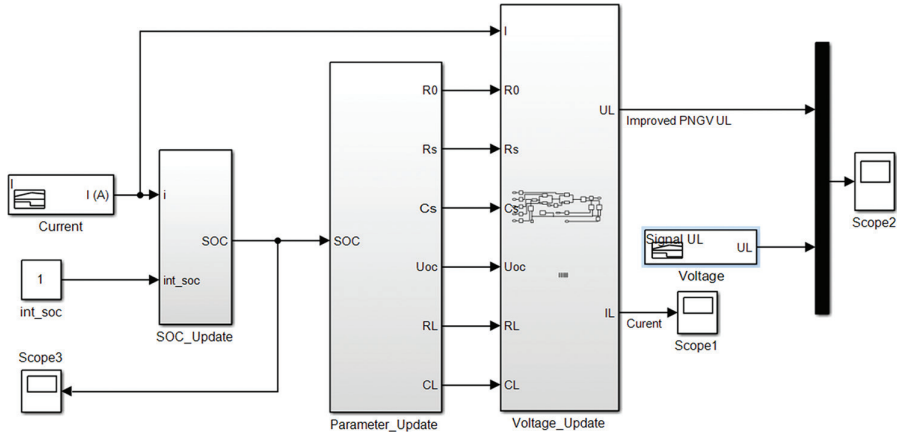 I
I (A)
Current
1
int_soc
i
int_soc
SOC
SOC_Update
Scope3
SOC
R0
Rs
Cs
Uoc
RL
CL
Parameter_Update
I
R0
Rs
Cs
Uoc
RL
CL
UL
IL
Voltage_Update
Improved PNGV UL
Curent
Signal UL
UL
Voltage
Scope1
Scope2